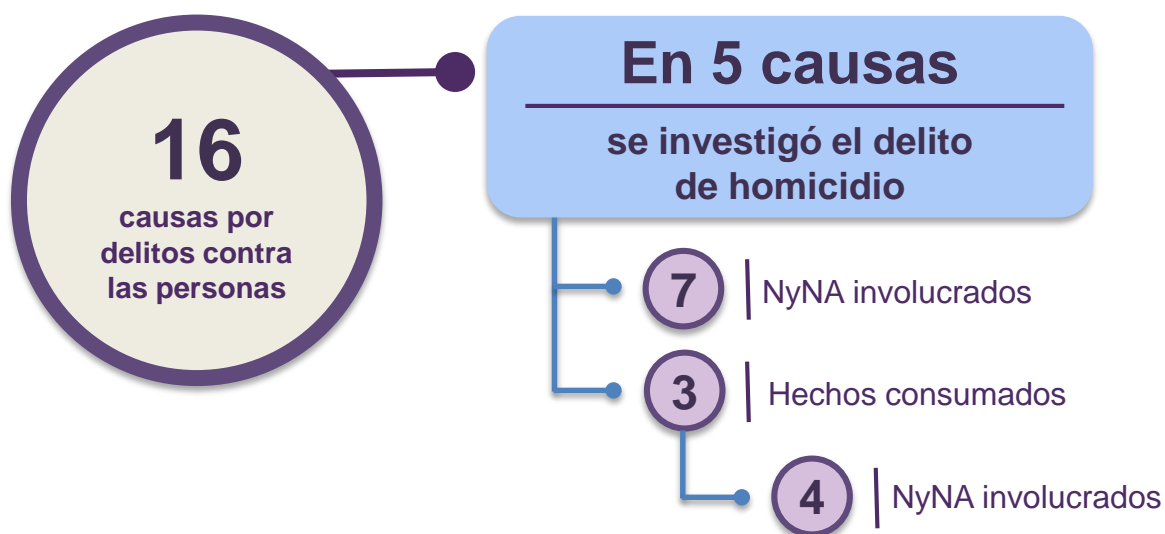 16
causas por
delitos contra
las personas
En 5 causas
se investigó el delito
de homicidio
7
NyNA involucrados
3
Hechos consumados
4
NyNA involucrados